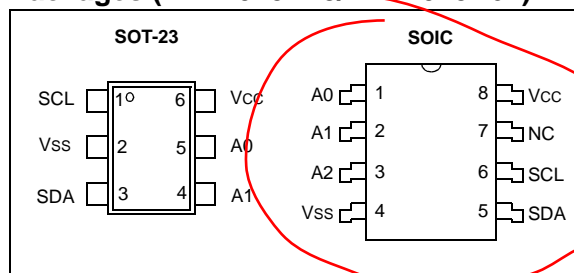 SOT-23
SCL 1 6 VCC
VSS 2 5 A0
SDA 3 4 A1
SOIC
A0 1 8 VCC
A1 2 7 NC
A2 3 6 SCL
VSS 4 5 SDA